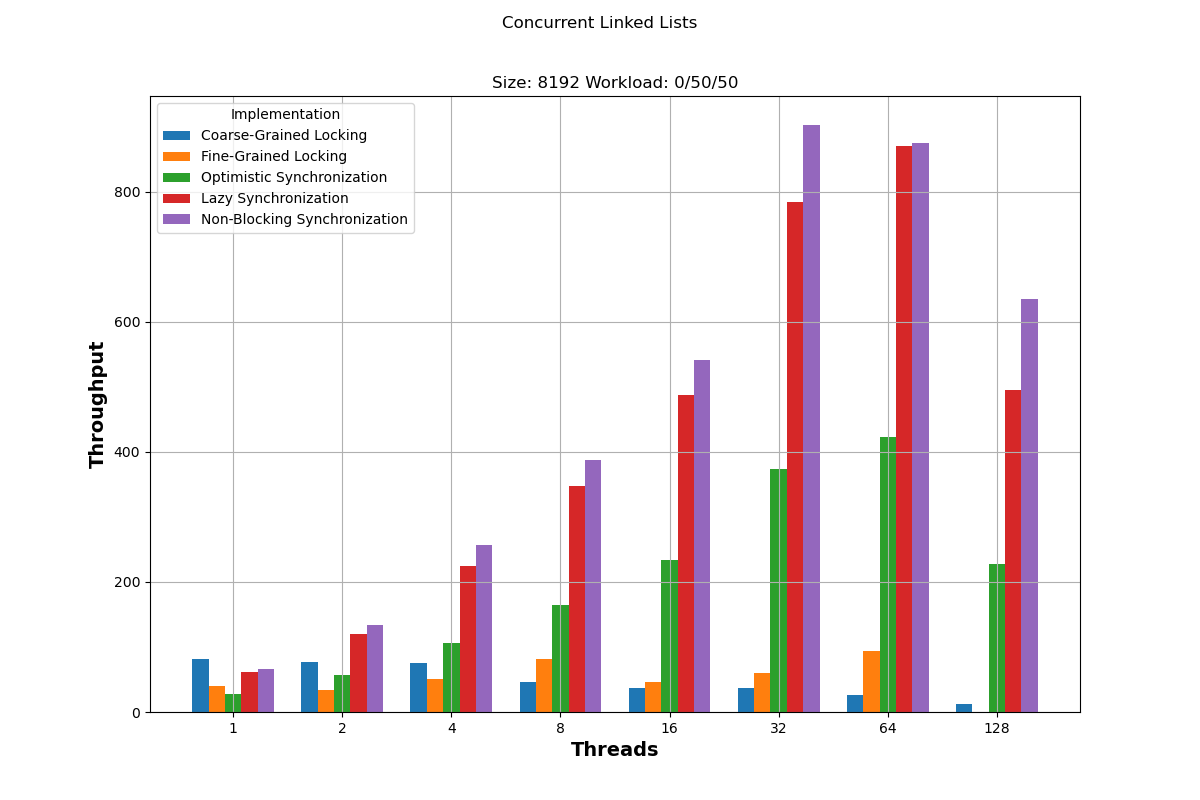 Concurrent Linked Lists
Size: 8192 Workload: 0/50/50
Implementation
Coarse-Grained Locking
Fine-Grained Locking
Optimistic Synchronization
Lazy Synchronization
Non-Blocking Synchronization
Throughput
800
600
400
200
0
1 2 4 8 16 32 64 128
Threads